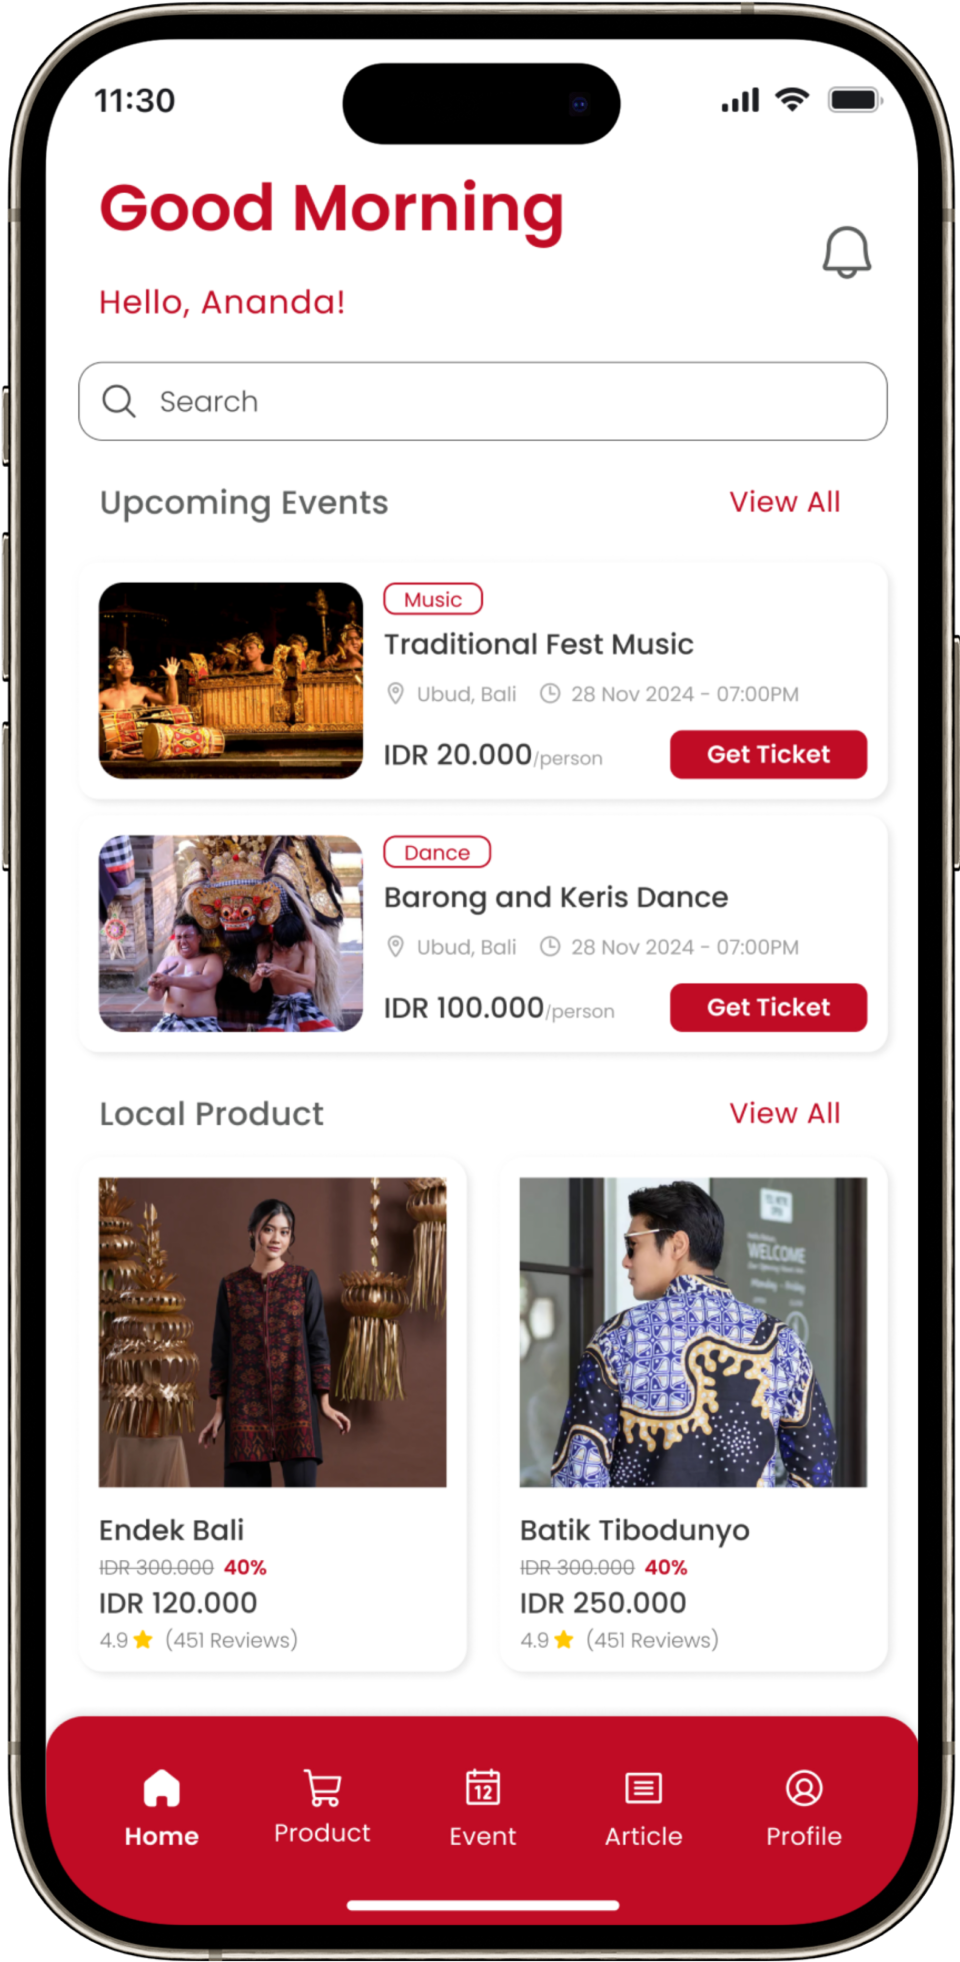 11:30
Good Morning
Hello, Ananda!
Search
Upcoming Events
View All
Music
Traditional Fest Music
Ubud, Bali
28 Nov 2024 - 07:00PM
IDR 20.000/person
Get Ticket
Dance
Barong and Keris Dance
Ubud, Bali
28 Nov 2024 - 07:00PM
IDR 100.000/person
Get Ticket
Local Product
View All
WELCOME
Endek Bali
IDR 300.000 40%
IDR 120.000
4.9 (451 Reviews)
Batik Tibodunyo
IDR 300.000 40%
IDR 250.000
4.9 (451 Reviews)
Home
Product
12
Event
Article
Profile